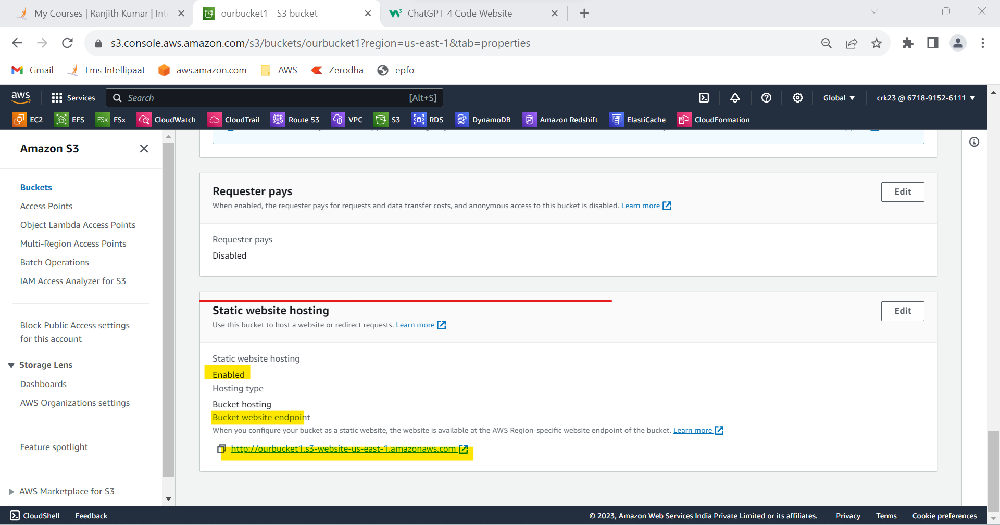 My Courses | Ranjith Kumar | Int
ourbucket1 - S3 bucket
ChatGPT-4 Code Website
s3.console.aws.amazon.com/s3/buckets/ourbucket1?region=us-east-1&tab=properties
Gmail
Lms Intellipaat
aws.amazon.com
AWS
Zerodha
epfo
aws
Services
Search
[Alt+S]
Global
crk23 @ 6718-9152-6111
EC2
EFS
FSx
FSx
CloudWatch
CloudTrail
Route 53
VPC
S3
RDS
DynamoDB
Amazon Redshift
ElastiCache
CloudFormation
Amazon S3
Buckets
Access Points
Object Lambda Access Points
Multi-Region Access Points
Batch Operations
IAM Access Analyzer for S3
Block Public Access settings
for this account
Storage Lens
Dashboards
AWS Organizations settings
Feature spotlight
AWS Marketplace for S3
Requester pays
Edit
When enabled, the requester pays for requests and data transfer costs, and anonymous access to this bucket is disabled. Learn more
Requester pays
Disabled
Static website hosting
Edit
Use this bucket to host a website or redirect requests. Learn more
Static website hosting
Enabled
Hosting type
Bucket hosting
Bucket website endpoint
When you configure your bucket as a static website, the website is available at the AWS Region-specific website endpoint of the bucket. Learn more
http://ourbucket1.s3-website-us-east-1.amazonaws.com
CloudShell
Feedback
© 2023, Amazon Web Services India Private Limited or its affiliates.
Privacy
Terms
Cookie preferences